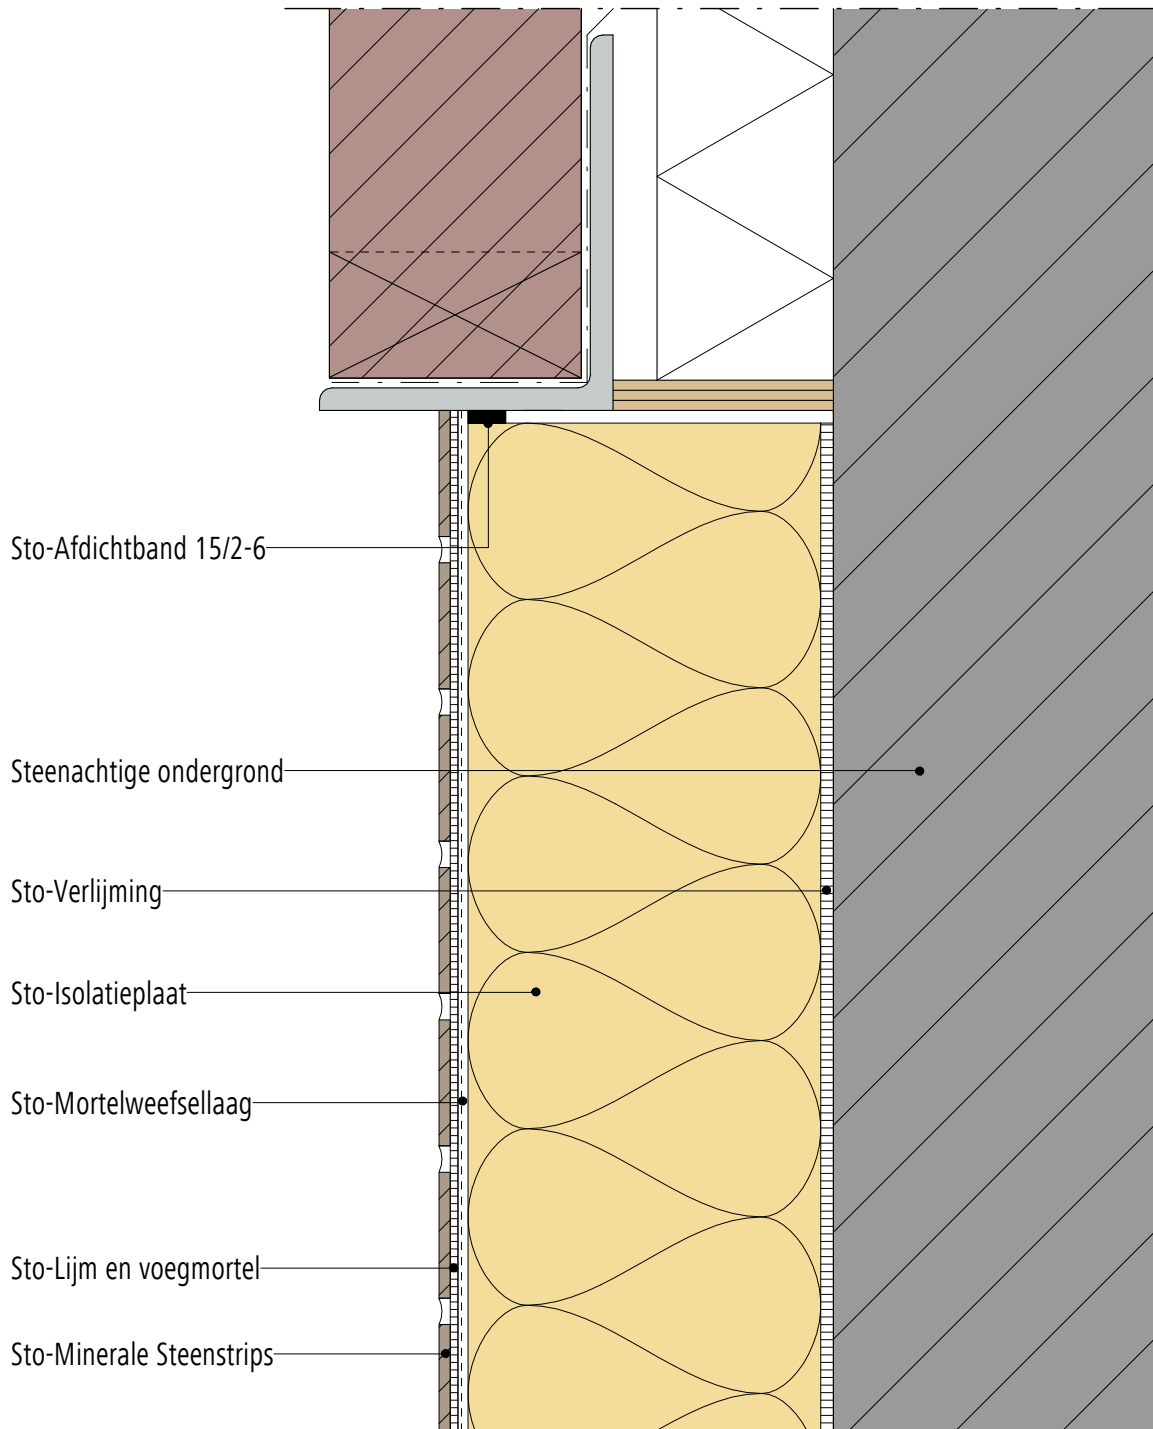 Sto-Afdichtband 15/2-6
Steenachtige ondergrond
Sto-Verlijming
Sto-Isolatieplaat
Sto-Mortelweefsellaag
Sto-Lijm en voegmortel
Sto-Minerale Steenstrips